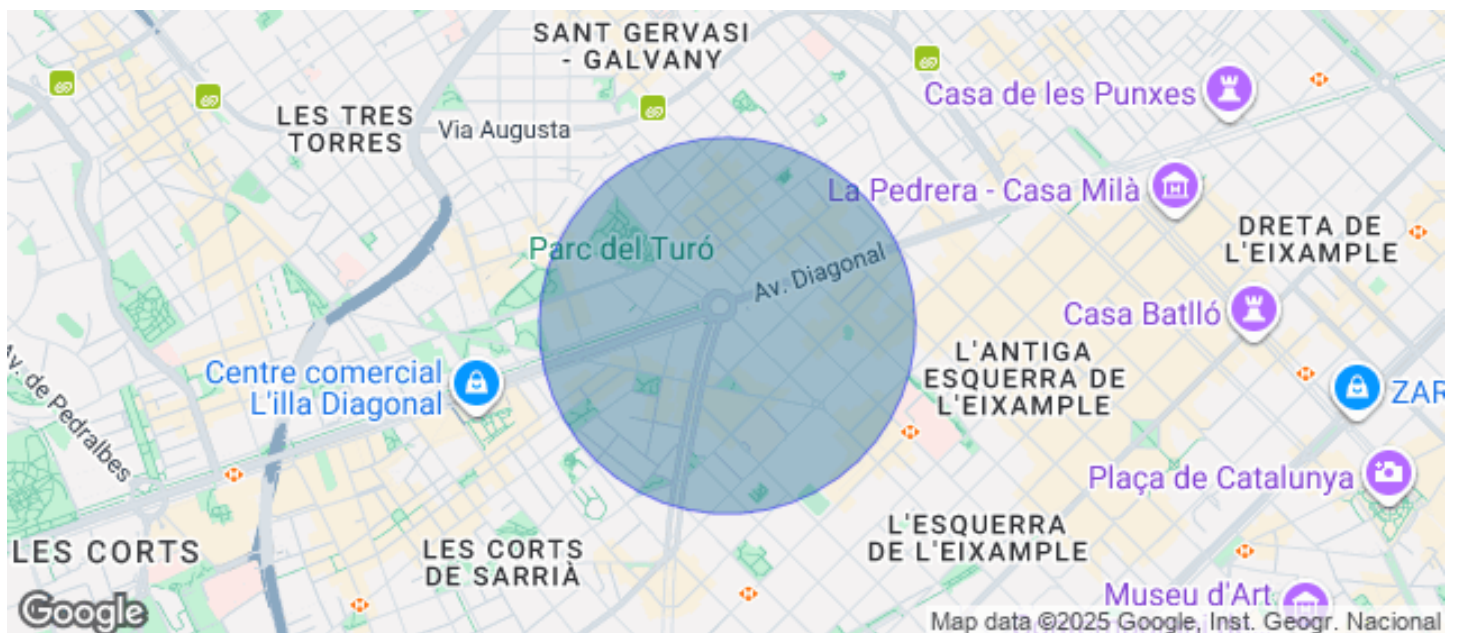 SANT GERVASI
- GALVANY
Casa de les Punxes
LES TRES
TORRES
Via Augusta
La Pedrera - Casa Milà
DRETA DE
L'EIXAMPLE
Parc del Turó
Av. Diagonal
Casa Batlló
Av. de Pedralbes
Centre comercial
L'illa Diagonal
L'ANTIGA
ESQUERRA DE
L'EIXAMPLE
ZAR
Plaça de Catalunya
L'ESQUERRA
DE L'EIXAMPLE
LES CORTS
LES CORTS
DE SARRIÀ
Museu d'Art
Google
Map data ©2025 Google, Inst. Geogr. Nacional